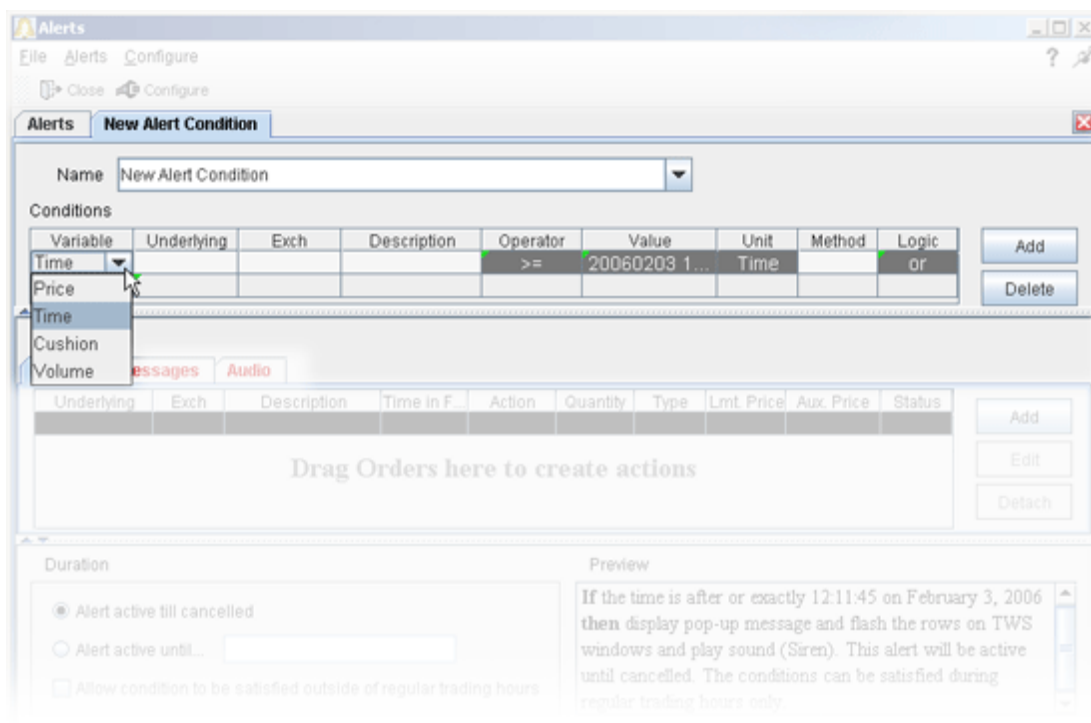 Alerts
File Alerts Configure ?
Close Configure
Alerts New Alert Condition
Name New Alert Condition
Conditions
Variable Underlying Exch Description Operator Value Unit Method Logic
Time >= 20060203 1... Time or
Add
Price
Delete
Time
Cushion
Volume essages Audio
Underlying Exch Description Time in F... Action Quantity Type Lmt. Price Aux. Price Status
Add
Drag Orders here to create actions
Edit
Detach
Duration
Alert active till cancelled
Alert active until...
Allow condition to be satisfied outside of regular trading hours
Preview
If the time is after or exactly 12:11:45 on February 3, 2006
then display pop-up message and flash the rows on TWS
windows and play sound (Siren). This alert will be active
until cancelled. The conditions can be satisfied during
regular trading hours only.